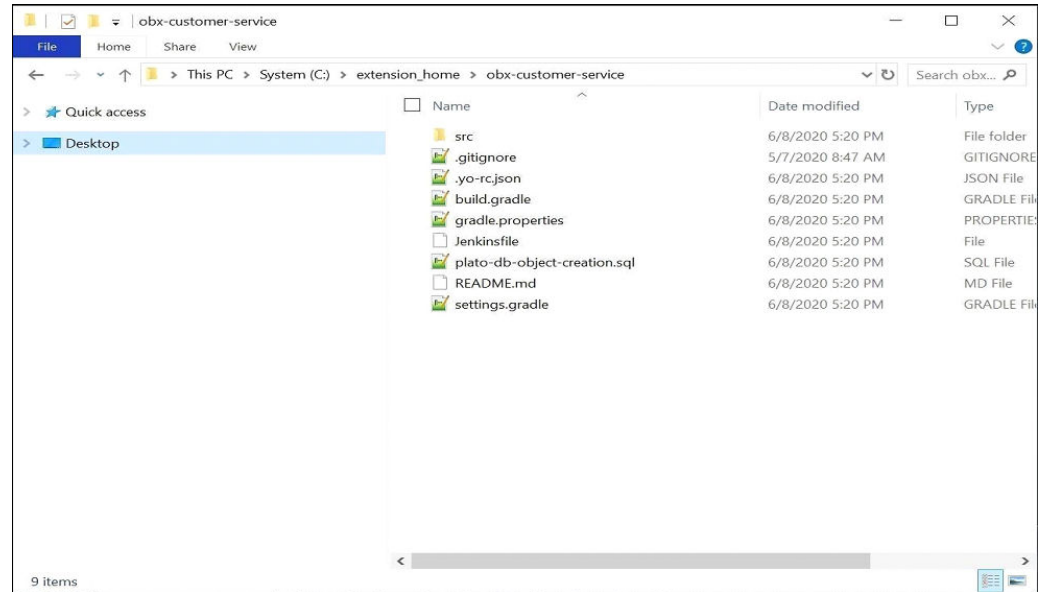 obx-customer-service
File Home Share View
This PC > System (C:) > extension_home > obx-customer-service Search obx...
Quick access
Desktop
Name Date modified Type
src 6/8/2020 5:20 PM File folder
.gitignore 5/7/2020 8:47 AM GITIGNORE
.yo-rc.json 6/8/2020 5:20 PM JSON File
build.gradle 6/8/2020 5:20 PM GRADLE Fil
gradle.properties 6/8/2020 5:20 PM PROPERTIE
Jenkinsfile 6/8/2020 5:20 PM File
plato-db-object-creation.sql 6/8/2020 5:20 PM SQL File
README.md 6/8/2020 5:20 PM MD File
settings.gradle 6/8/2020 5:20 PM GRADLE Fil
9 items